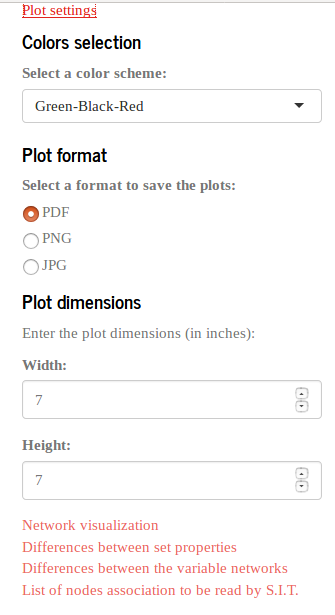 Plot settings
Colors selection
Select a color scheme:
Green-Black-Red
Plot format
Select a format to save the plots:
PDF
PNG
JPG
Plot dimensions
Enter the plot dimensions (in inches):
Width:
7
Height:
7
Network visualization
Differences between set properties
Differences between the variable networks
List of nodes association to be read by S.I.T.